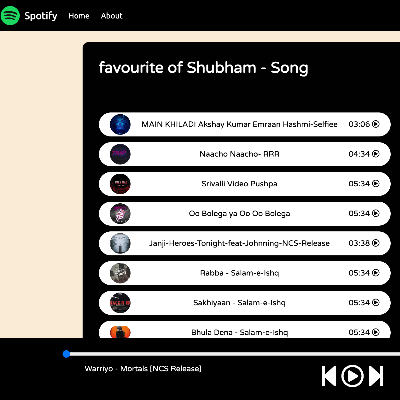 Spotify Home About
favourite of Shubham - Song
MAIN KHILADI Akshay Kumar Emraan Hashmi-Selfiee 03:06
Naacho Naacho- RRR 04:34
Srivalli Video Pushpa 05:34
Oo Bolega ya Oo Oo Bolega 05:34
Janji-Heroes-Tonight-feat-Johnning-NCS-Release 03:38
Rabba - Salam-e-Ishq 05:34
Sakhiyaan - Salam-e-Ishq 05:34
Bhula Dena - Salam-e-Ishq 05:34
Warriyo - Mortals [NCS Release]